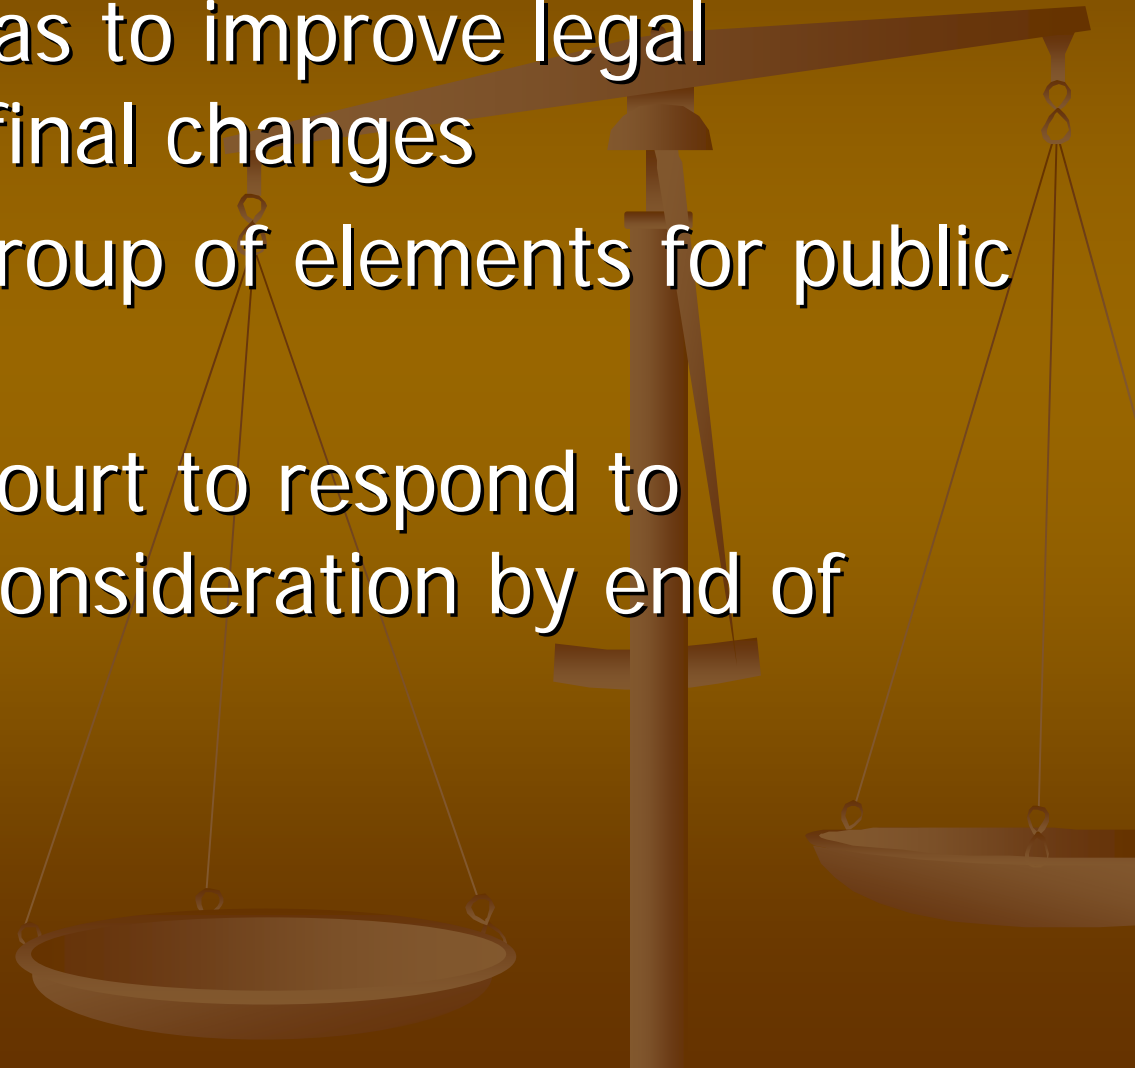 as to improve legal
final changes
roup of elements for public
ourt to respond to
onsideration by end of